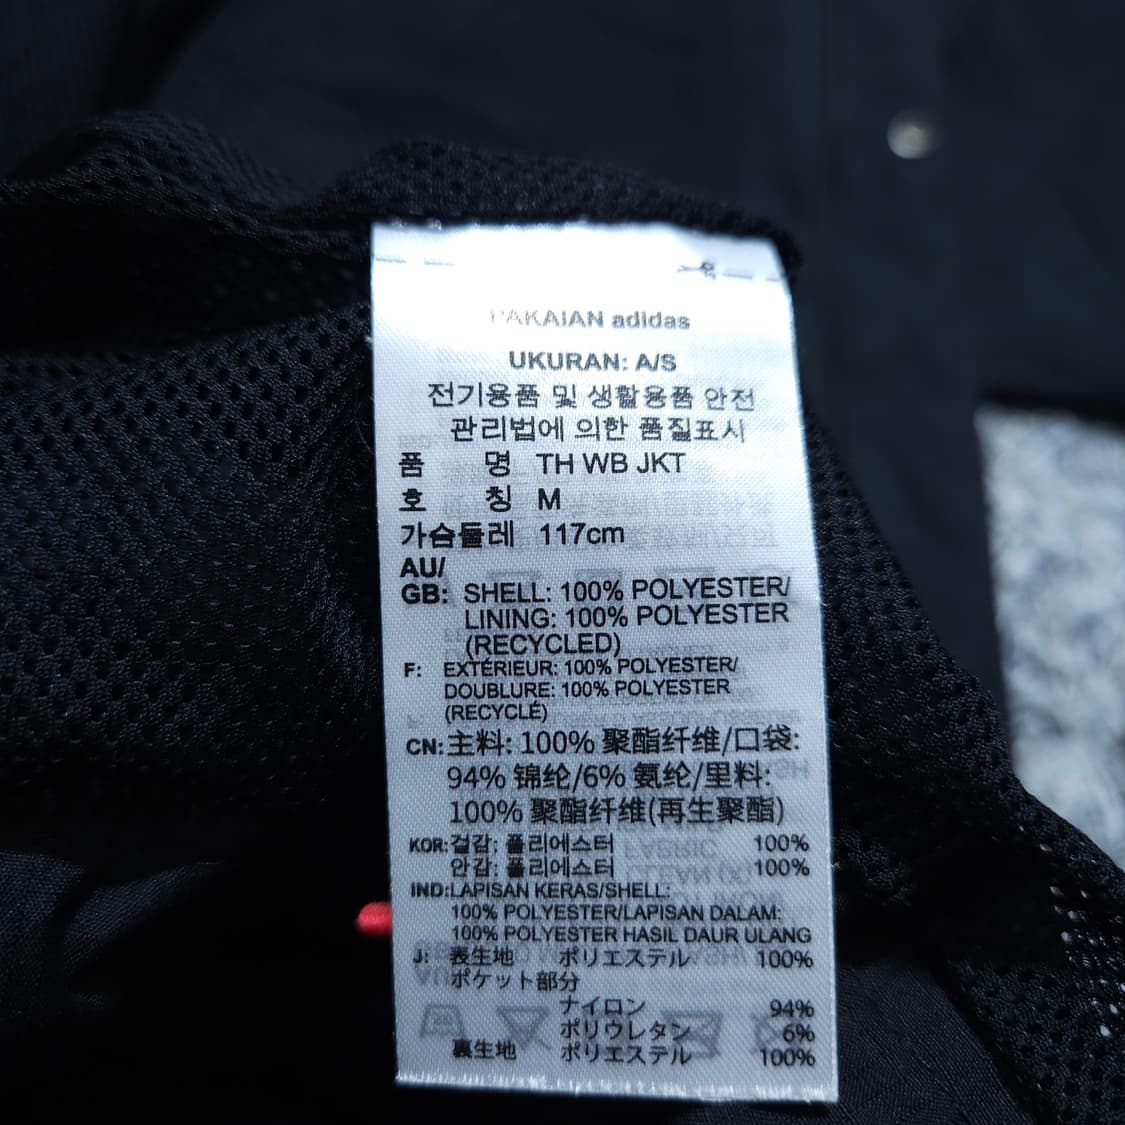 PAKAIAN adidas
UKURAN: A/S
전기용품 및 생활용품 안전
관리법에 의한 품질표시
품 명 TH WB JKT
호 칭 M
가슴둘레 117cm
AU/
GB: SHELL: 100% POLYESTER/
LINING: 100% POLYESTER
(RECYCLED)
F: EXTÉRIEUR: 100% POLYESTER/
DOUBLURE: 100% POLYESTER
(RECYCLÉ)
CN: 主料: 100% 聚酯纤维/口袋:
94% 锦纶/6% 氨纶/里料:
100% 聚酯纤维(再生聚酯)
KOR: 겉감: 폴리에스터 100%
안감: 폴리에스터 100%
IND: LAPISAN KERAS/SHELL:
100% POLYESTER/LAPISAN DALAM:
100% POLYESTER HASIL DAUR ULANG
J: 表生地 ポリエステル 100%
ポケット部分
ナイロン 94%
ポリウレタン 6%
裏生地 ポリエステル 100%